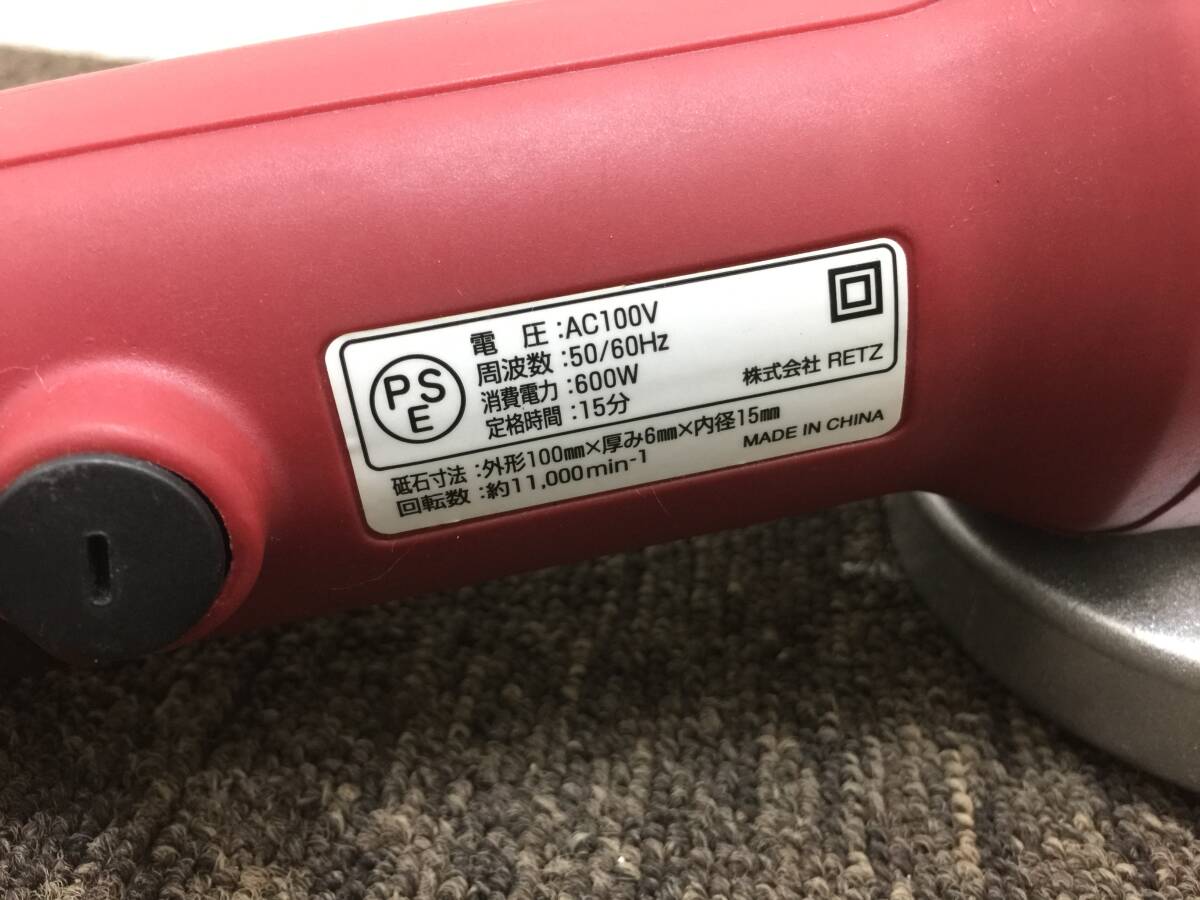 PSE
電 圧 :AC100V
周波数 :50/60Hz
消費電力 :600W
定格時間 :15分
株式会社 RETZ
砥石寸法 :外形100㎜×厚み6㎜×内径15㎜
回転数 :約11,000min-1
MADE IN CHINA